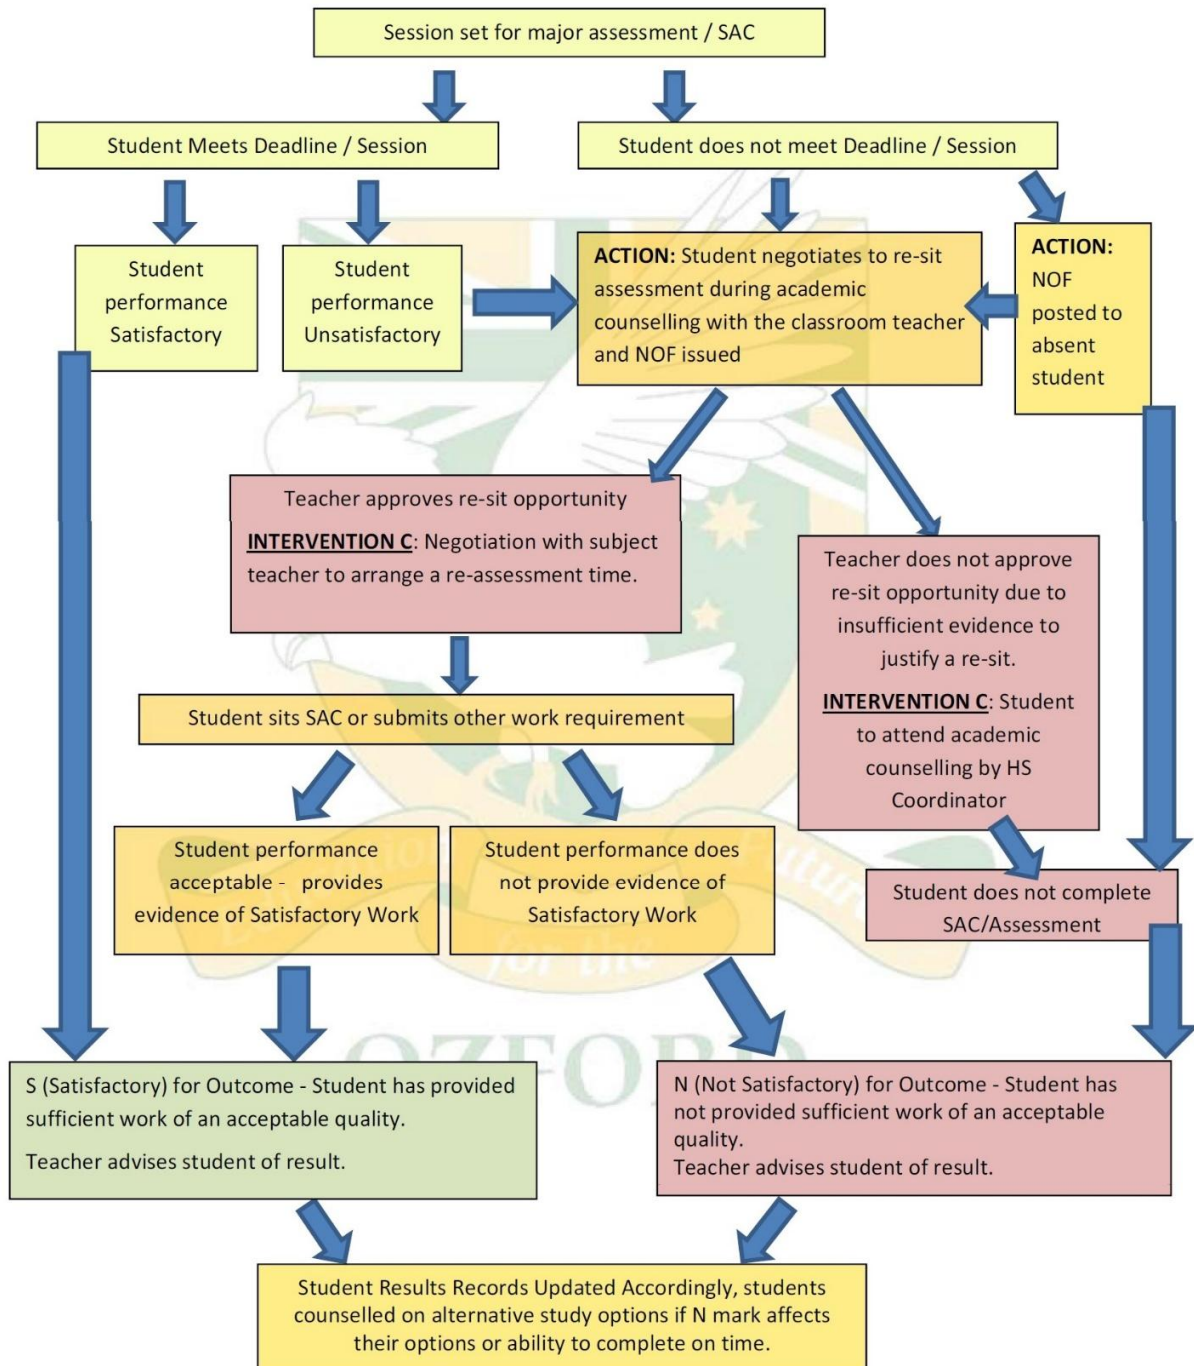 Session set for major assessment / SAC
Student Meets Deadline / Session
Student does not meet Deadline / Session
Student
performance
Satisfactory
Student
performance
Unsatisfactory
ACTION: Student negotiates to re-sit
assessment during academic
counselling with the classroom teacher
and NOF issued
ACTION:
NOF
posted to
absent
student
Teacher approves re-sit opportunity
INTERVENTION C: Negotiation with subject
teacher to arrange a re-assessment time.
Teacher does not approve
re-sit opportunity due to
insufficient evidence to
justify a re-sit.
INTERVENTION C: Student
to attend academic
counselling by HS
Coordinator
Student sits SAC or submits other work requirement
Student performance
acceptable - provides
evidence of Satisfactory Work
Student performance does
not provide evidence of
Satisfactory Work
Student does not complete
SAC/Assessment
for the
S (Satisfactory) for Outcome - Student has provided
sufficient work of an acceptable quality.
Teacher advises student of result.
N (Not Satisfactory) for Outcome - Student has
not provided sufficient work of an acceptable
quality.
Teacher advises student of result.
Student Results Records Updated Accordingly, students
counselled on alternative study options if N mark affects
their options or ability to complete on time.